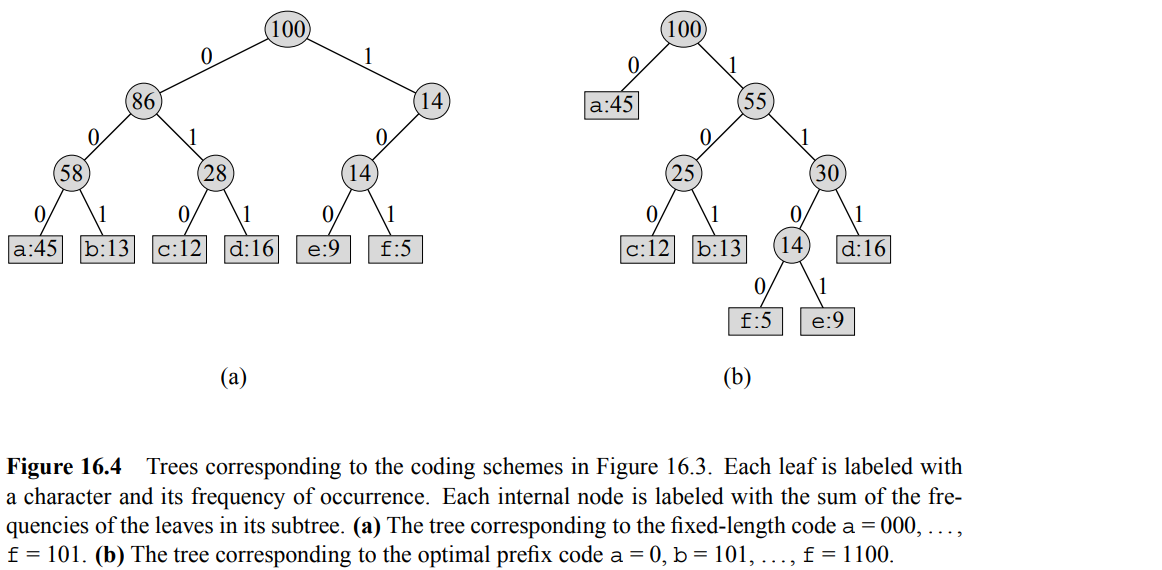 100 100
0 1 0 1
86 14 a:45 55
0 1 0 0 1
58 28 14 25 30
0 1 0 1 0 1 0 1 0 1
a:45 b:13 c:12 d:16 e:9 f:5 c:12 b:13 14 d:16
0 1
f:5 e:9
(a) (b)
Figure 16.4 Trees corresponding to the coding schemes in Figure 16.3. Each leaf is labeled with
a character and its frequency of occurrence. Each internal node is labeled with the sum of the fre-
quencies of the leaves in its subtree. (a) The tree corresponding to the fixed-length code a = 000, . . . ,
f = 101. (b) The tree corresponding to the optimal prefix code a = 0, b = 101, . . . , f = 1100.